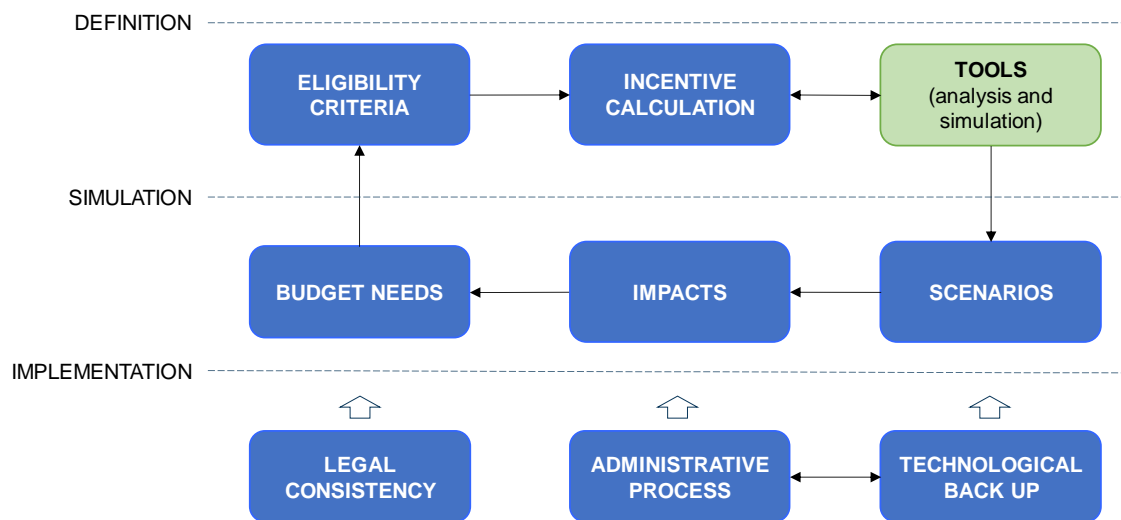 DEFINITION
ELIGIBILITY
CRITERIA
INCENTIVE
CALCULATION
TOOLS
(analysis and
simulation)
SIMULATION
BUDGET NEEDS
IMPACTS
SCENARIOS
IMPLEMENTATION
LEGAL
CONSISTENCY
ADMINISTRATIVE
PROCESS
TECHNOLOGICAL
BACK UP